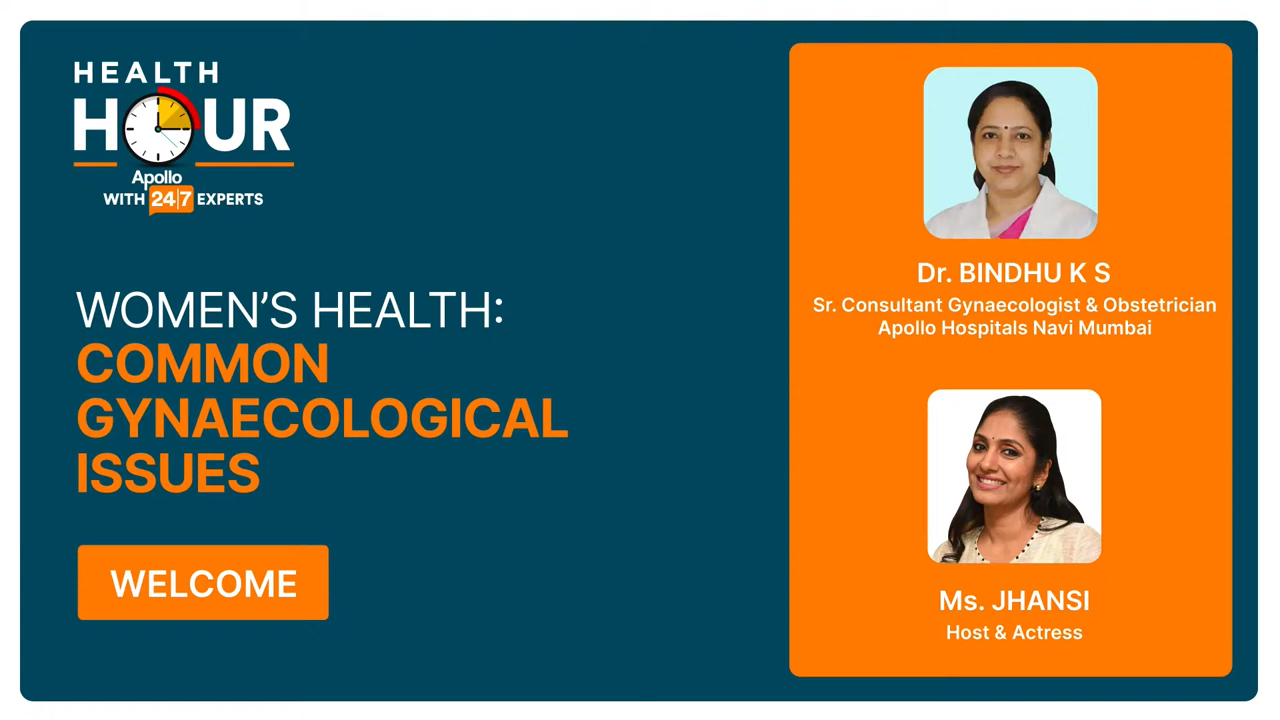 HEALTH
HOUR
Apollo
WITH 24|7 EXPERTS
WOMEN'S HEALTH:
COMMON
GYNAECOLOGICAL
ISSUES
WELCOME
Dr. BINDHU K S
Sr. Consultant Gynaecologist & Obstetrician
Apollo Hospitals Navi Mumbai
Ms. JHANSI
Host & Actress